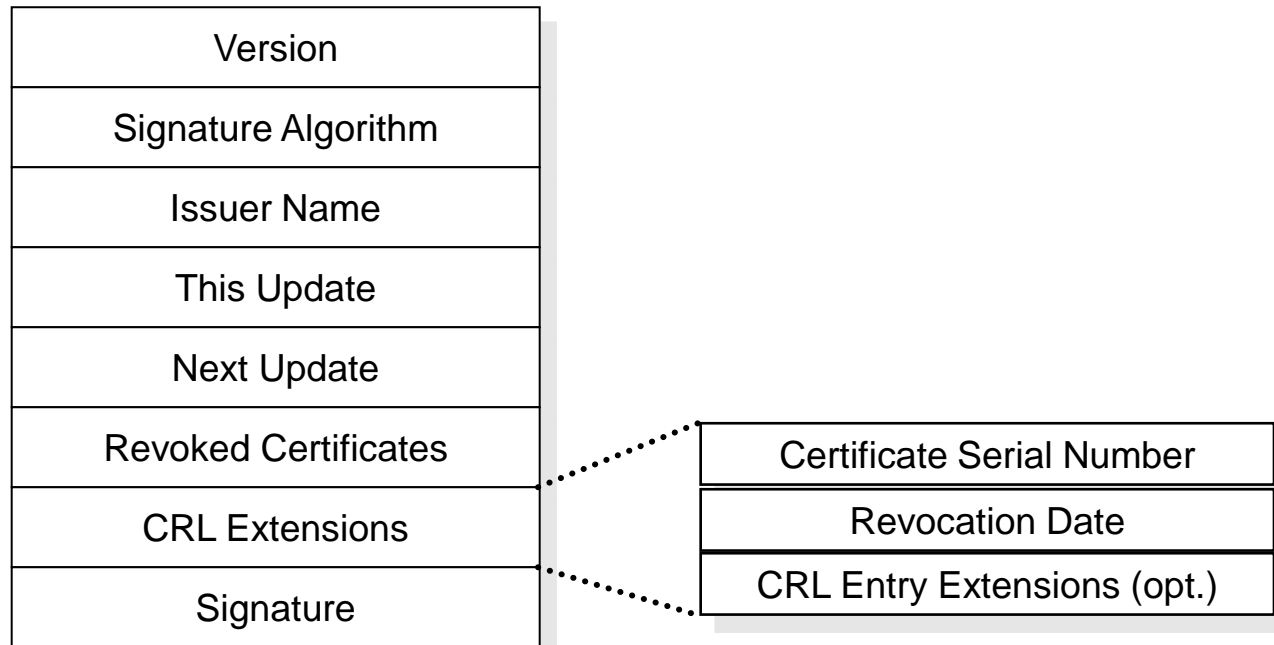 Version
Signature Algorithm
Issuer Name
This Update
Next Update
Revoked Certificates
CRL Extensions
Signature
Certificate Serial Number
Revocation Date
CRL Entry Extensions (opt.)